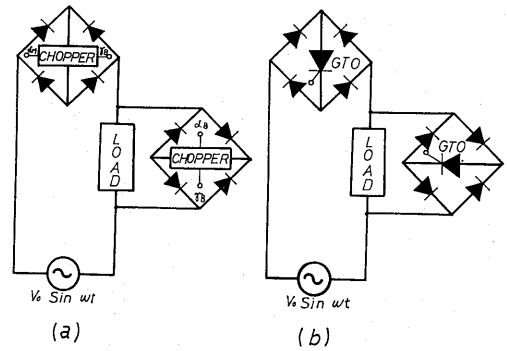 CHOPPER
LOAD
CHOPPER
V₀ Sin ωt
(a)
GTO
LOAD
GTO
V₀ Sin ωt
(b)